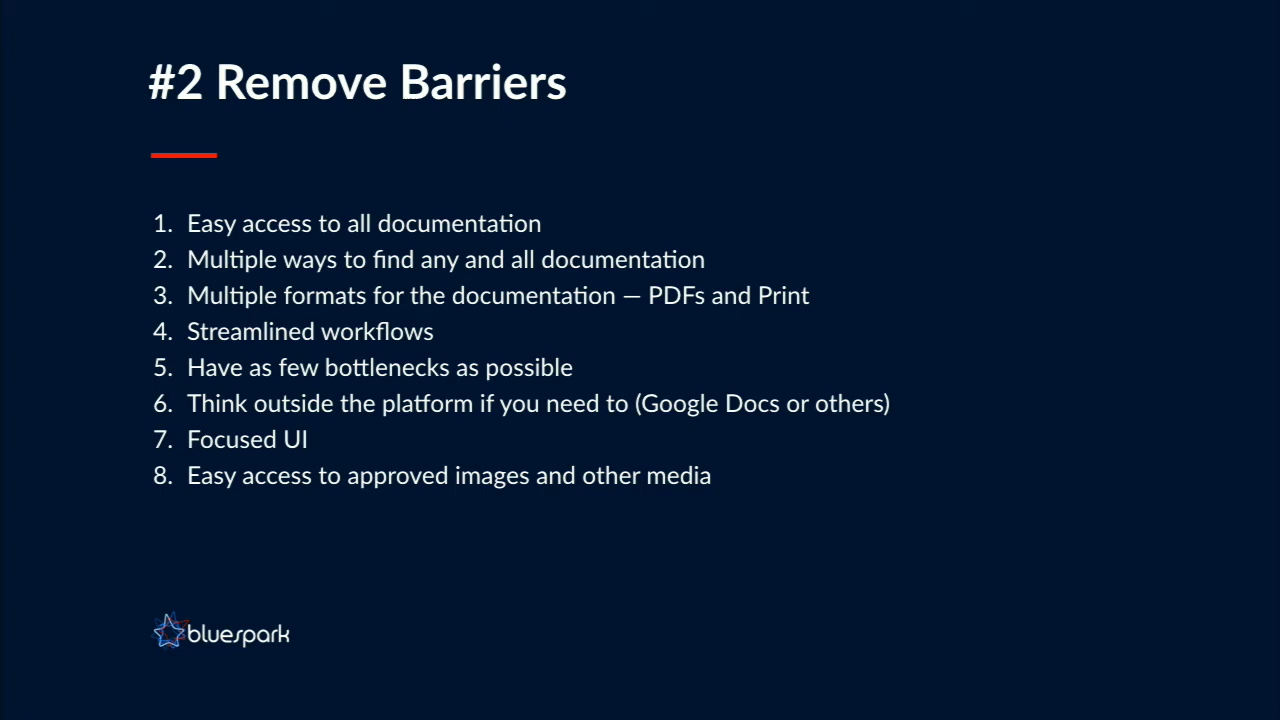 #2 Remove Barriers
1. Easy access to all documentation
2. Multiple ways to find any and all documentation
3. Multiple formats for the documentation — PDFs and Print
4. Streamlined workflows
5. Have as few bottlenecks as possible
6. Think outside the platform if you need to (Google Docs or others)
7. Focused UI
8. Easy access to approved images and other media
bluespark